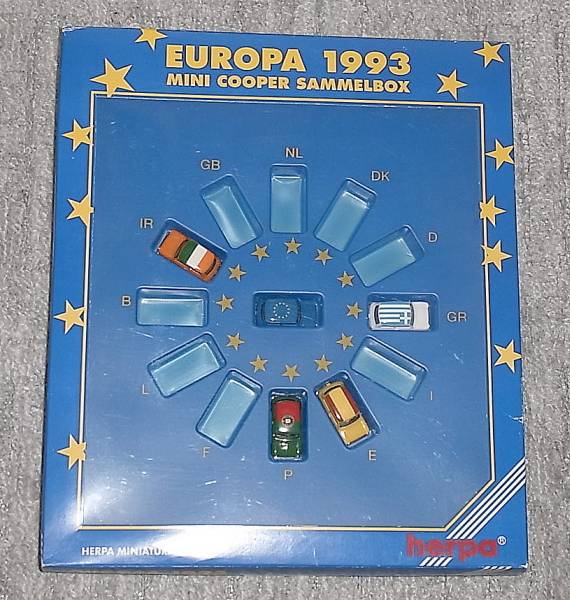 EUROPA 1993
MINI COOPER SAMMELBOX
NL
GB
DK
IR
D
B
GR
L
I
F
E
P
herpa®
HERPA MINIATUR